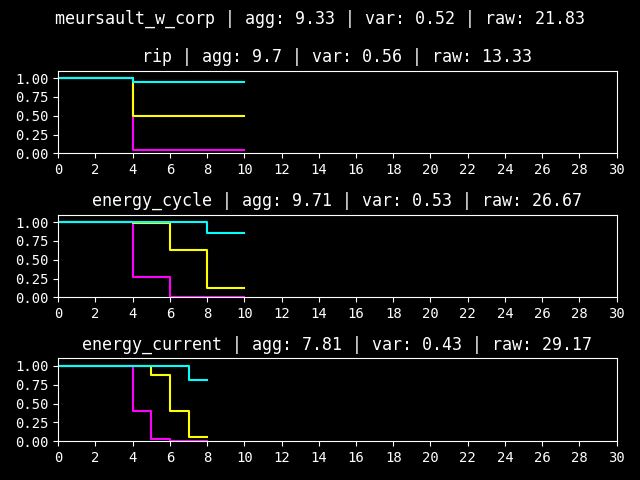 meursault_w_corp | agg: 9.33 | var: 0.52 | raw: 21.83
rip | agg: 9.7 | var: 0.56 | raw: 13.33
1.00
0.75
0.50
0.25
0.00
0 2 4 6 8 10 12 14 16 18 20 22 24 26 28 30
energy_cycle | agg: 9.71 | var: 0.53 | raw: 26.67
1.00
0.75
0.50
0.25
0.00
0 2 4 6 8 10 12 14 16 18 20 22 24 26 28 30
energy_current | agg: 7.81 | var: 0.43 | raw: 29.17
1.00
0.75
0.50
0.25
0.00
0 2 4 6 8 10 12 14 16 18 20 22 24 26 28 30